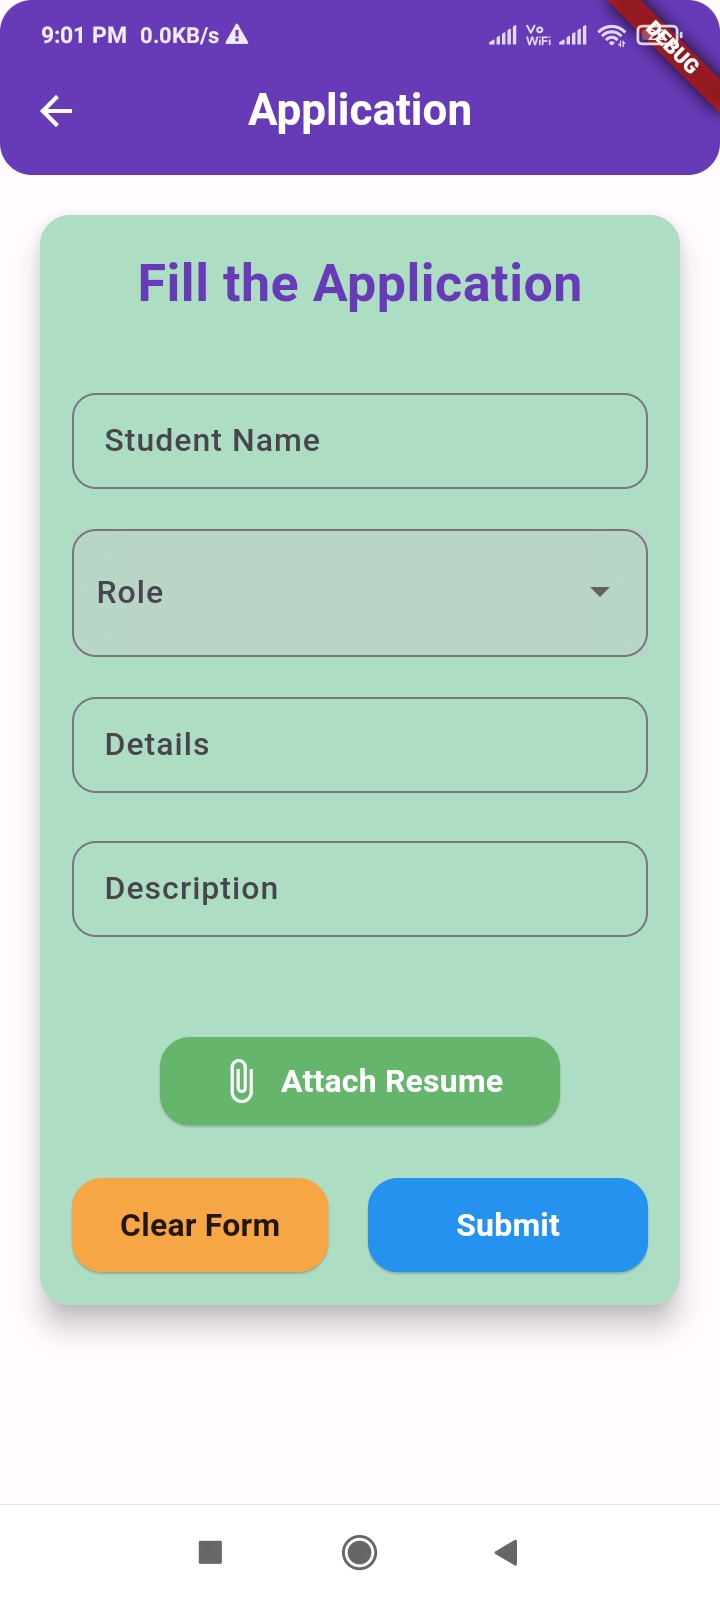 9:01 PM 0.0KB/s
Vo
WiFi
DEBUG
Application
Fill the Application
Student Name
Role
Details
Description
Attach Resume
Clear Form
Submit